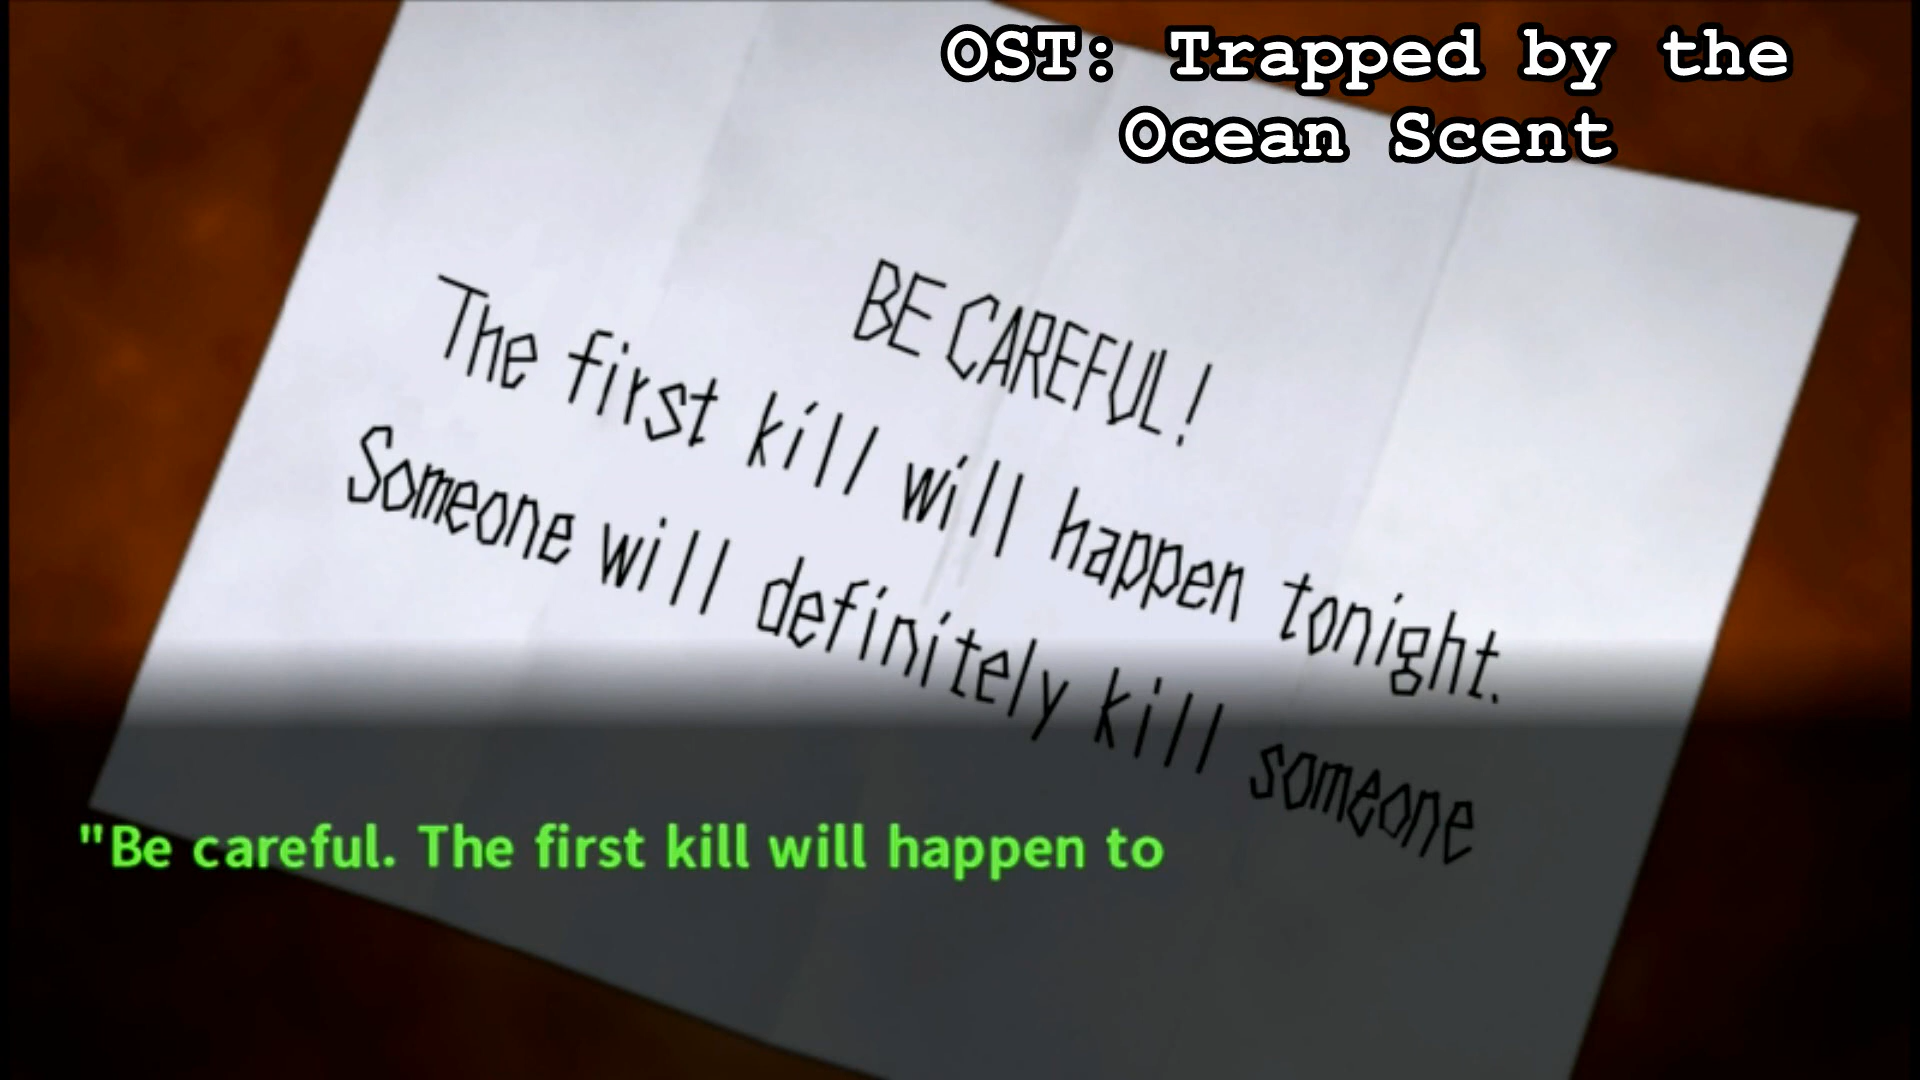 OST: Trapped by the
Ocean Scent
BE CAREFUL!
The first kill will happen tonight.
Someone will definitely kill someone
"Be careful. The first kill will happen to